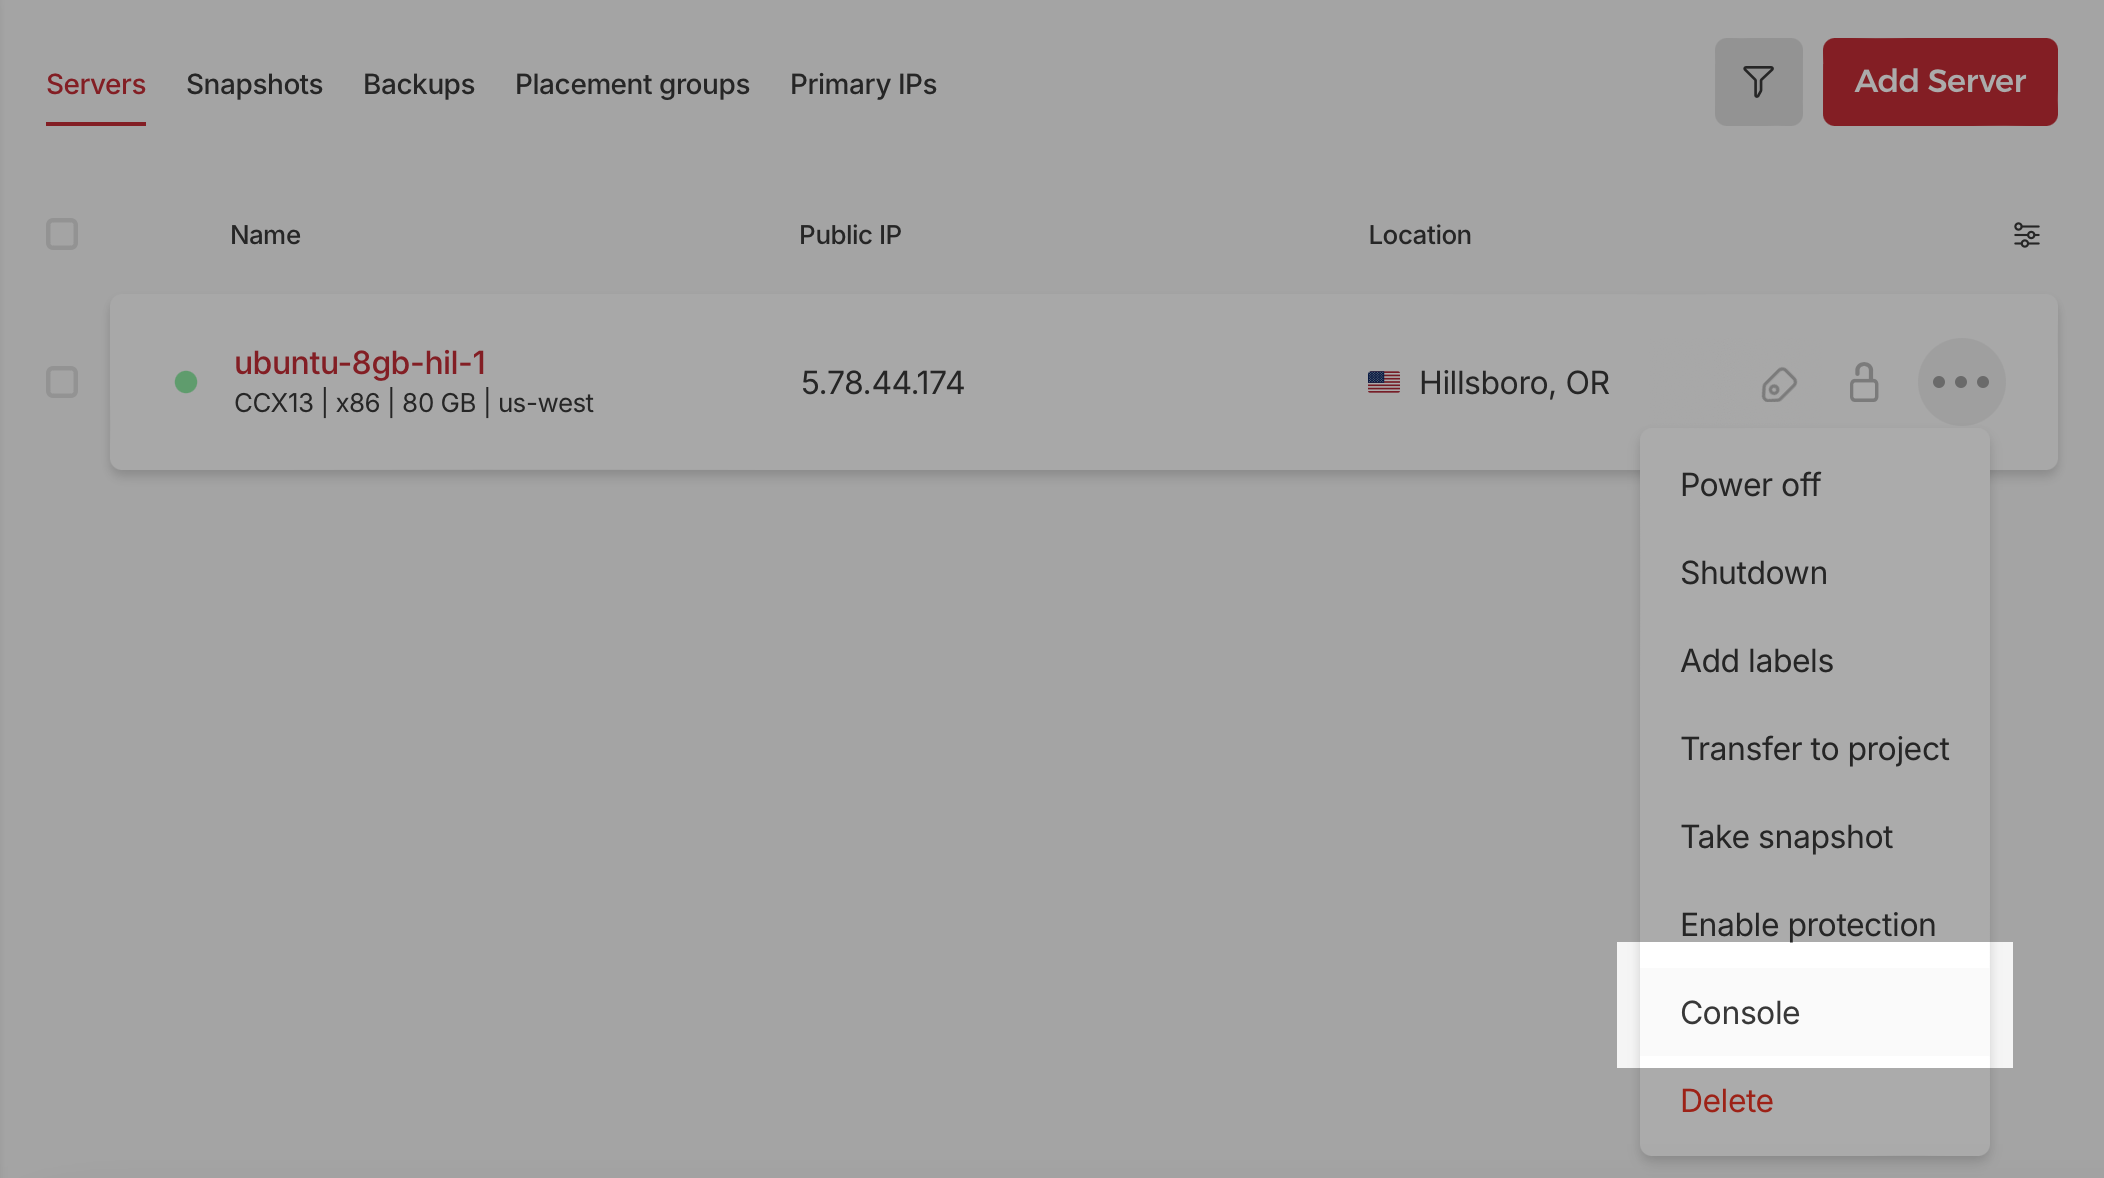 Servers Snapshots Backups Placement groups Primary IPs Add Server
Name Public IP Location
ubuntu-8gb-hil-1
CCX13 | x86 | 80 GB | us-west
5.78.44.174
Hillsboro, OR
Power off
Shutdown
Add labels
Transfer to project
Take snapshot
Enable protection
Console
Delete